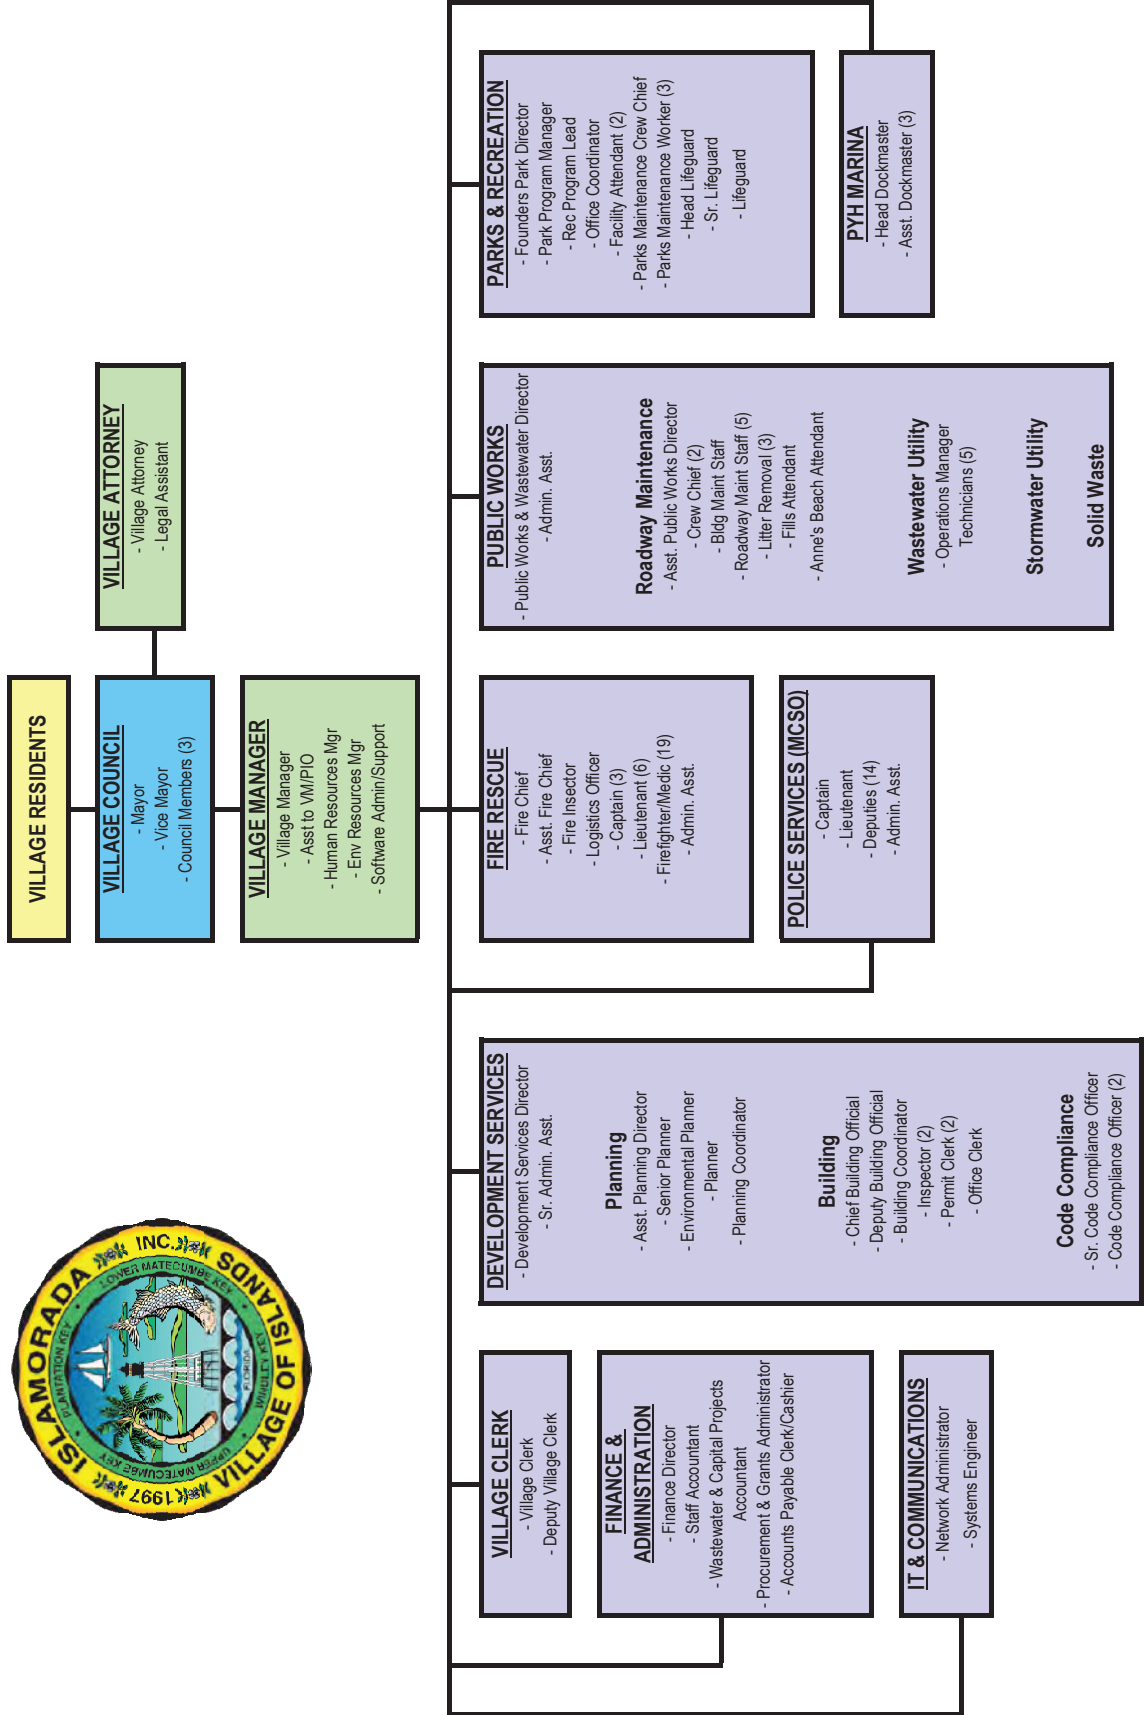 ISLAMORADA
VILLAGE OF ISLANDS
INC.
1997
PLANTATION KEY
LOWER MATECUMBE KEY
UPPER MATECUMBE KEY
WINDLEY KEY
FLORIDA
VILLAGE RESIDENTS
VILLAGE COUNCIL
- Mayor
- Vice Mayor
- Council Members (3)
VILLAGE ATTORNEY
- Village Attorney
- Legal Assistant
VILLAGE MANAGER
- Village Manager
- Asst to VM/PIO
- Human Resources Mgr
- Env Resources Mgr
- Software Admin/Support
VILLAGE CLERK
- Village Clerk
- Deputy Village Clerk
FINANCE &
ADMINISTRATION
- Finance Director
- Staff Accountant
- Wastewater & Capital Projects
Accountant
- Procurement & Grants Administrator
- Accounts Payable Clerk/Cashier
IT & COMMUNICATIONS
- Network Administrator
- Systems Engineer
DEVELOPMENT SERVICES
- Development Services Director
- Sr. Admin. Asst.
Planning
- Asst. Planning Director
- Senior Planner
- Environmental Planner
- Planner
- Planning Coordinator
Building
- Chief Building Official
- Deputy Building Official
- Building Coordinator
- Inspector (2)
- Permit Clerk (2)
- Office Clerk
Code Compliance
- Sr. Code Compliance Officer
- Code Compliance Officer (2)
FIRE RESCUE
- Fire Chief
- Asst. Fire Chief
- Fire Insector
- Logistics Officer
- Captain (3)
- Lieutenant (6)
- Firefighter/Medic (19)
- Admin. Asst.
POLICE SERVICES (MCSO)
- Captain
- Lieutenant
- Deputies (14)
- Admin. Asst.
PUBLIC WORKS
- Public Works & Wastewater Director
- Admin. Asst.
Roadway Maintenance
- Asst. Public Works Director
- Crew Chief (2)
- Bldg Maint Staff
- Roadway Maint Staff (5)
- Litter Removal (3)
- Fills Attendant
- Anne's Beach Attendant
Wastewater Utility
- Operations Manager
Technicians (5)
Stormwater Utility
Solid Waste
PARKS & RECREATION
- Founders Park Director
- Park Program Manager
- Rec Program Lead
- Office Coordinator
- Facility Attendant (2)
- Parks Maintenance Crew Chief
- Parks Maintenance Worker (3)
- Head Lifeguard
- Sr. Lifeguard
- Lifeguard
PYH MARINA
- Head Dockmaster
- Asst. Dockmaster (3)